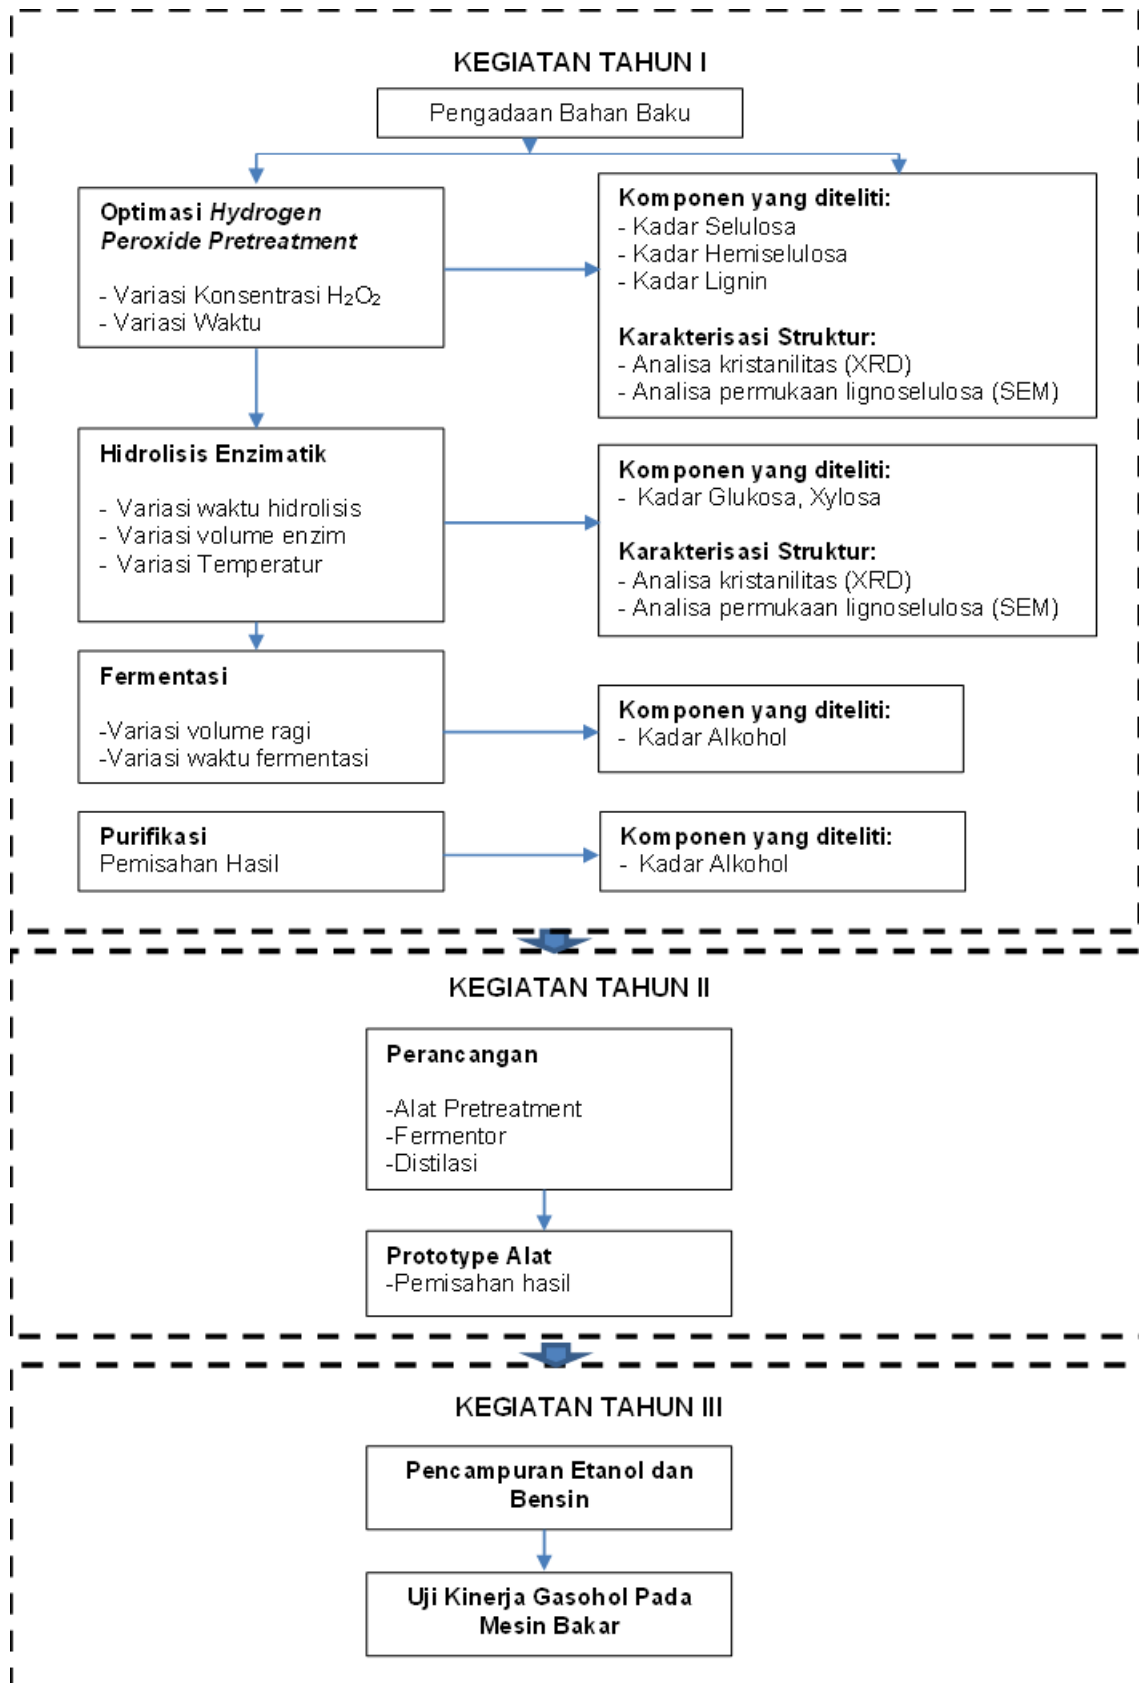 KEGIATAN TAHUN I
Pengadaan Bahan Baku
Optimasi Hydrogen
Peroxide Pretreatment
- Variasi Konsentrasi H₂O₂
- Variasi Waktu
Komponen yang diteliti:
- Kadar Selulosa
- Kadar Hemiselulosa
- Kadar Lignin
Karakterisasi Struktur:
- Analisa kristanilitas (XRD)
- Analisa permukaan lignoselulosa (SEM)
Hidrolisis Enzimatik
- Variasi waktu hidrolisis
- Variasi volume enzim
- Variasi Temperatur
Komponen yang diteliti:
- Kadar Glukosa, Xylosa
Karakterisasi Struktur:
- Analisa kristanilitas (XRD)
- Analisa permukaan lignoselulosa (SEM)
Fermentasi
-Variasi volume ragi
-Variasi waktu fermentasi
Komponen yang diteliti:
- Kadar Alkohol
Purifikasi
Pemisahan Hasil
Komponen yang diteliti:
- Kadar Alkohol
KEGIATAN TAHUN II
Perancangan
-Alat Pretreatment
-Fermentor
-Distilasi
Prototype Alat
-Pemisahan hasil
KEGIATAN TAHUN III
Pencampuran Etanol dan
Bensin
Uji Kinerja Gasohol Pada
Mesin Bakar